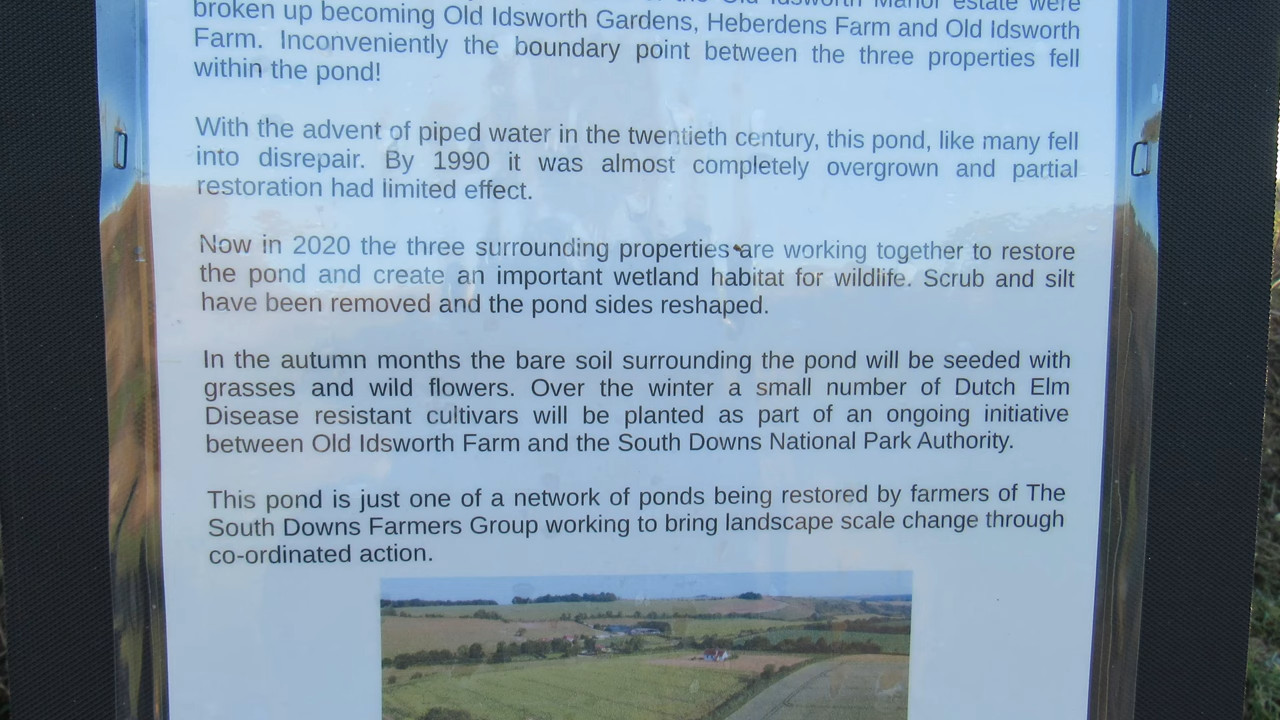 the Old Idsworth Manor estate were
broken up becoming Old Idsworth Gardens, Heberdens Farm and Old Idsworth
Farm. Inconveniently the boundary point between the three properties fell
within the pond!
With the advent of piped water in the twentieth century, this pond, like many fell
into disrepair. By 1990 it was almost completely overgrown and partial
restoration had limited effect.
Now in 2020 the three surrounding properties are working together to restore
the pond and create an important wetland habitat for wildlife. Scrub and silt
have been removed and the pond sides reshaped.
In the autumn months the bare soil surrounding the pond will be seeded with
grasses and wild flowers. Over the winter a small number of Dutch Elm
Disease resistant cultivars will be planted as part of an ongoing initiative
between Old Idsworth Farm and the South Downs National Park Authority.
This pond is just one of a network of ponds being restored by farmers of The
South Downs Farmers Group working to bring landscape scale change through
co-ordinated action.